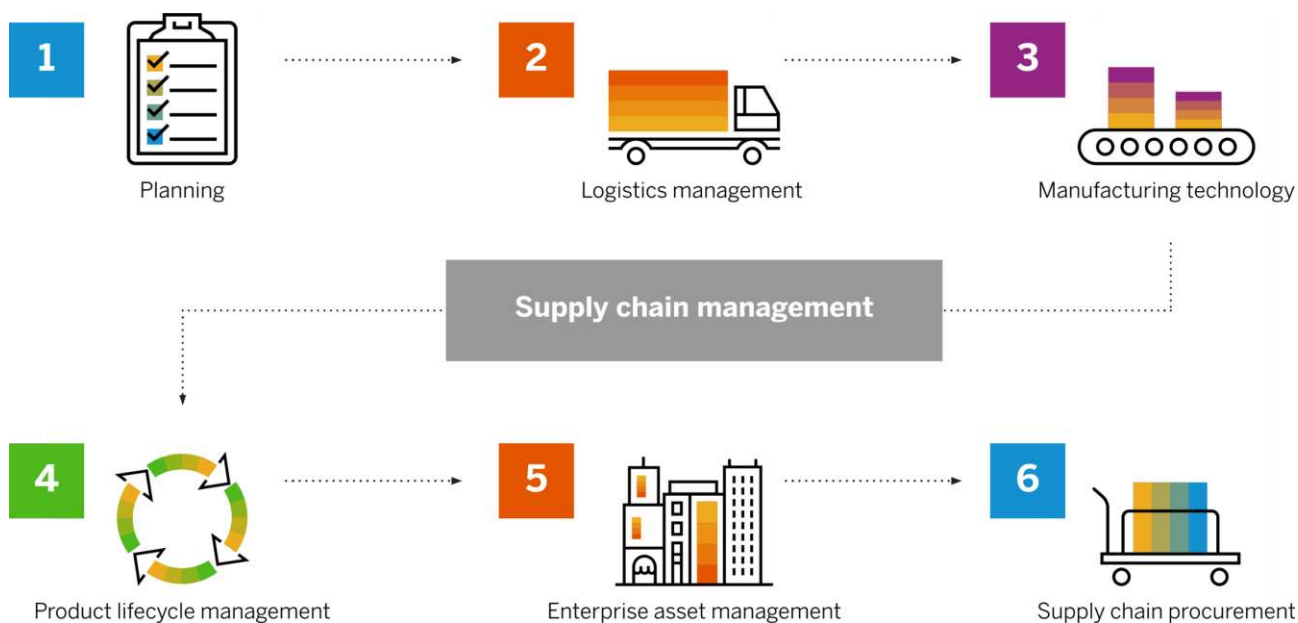 1
2
3
Planning
Logistics management
Manufacturing technology
Supply chain management
4
5
6
Product lifecycle management
Enterprise asset management
Supply chain procurement